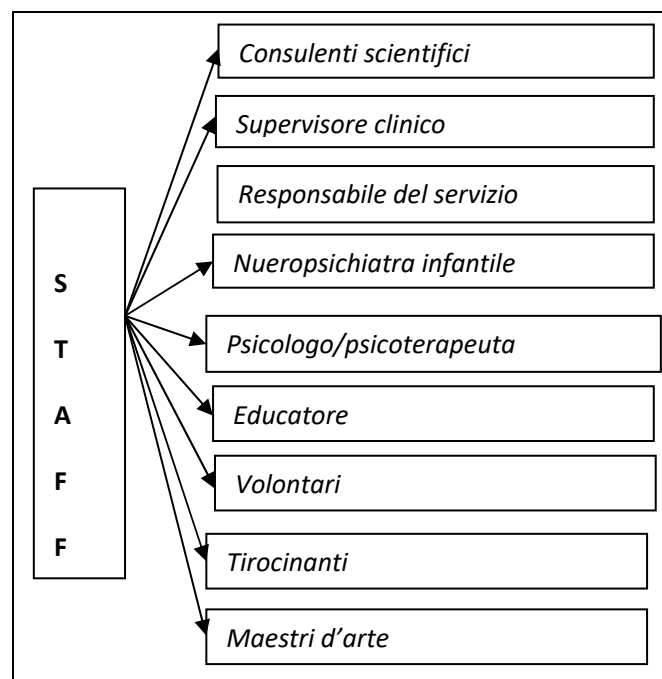 Consulenti scientifici
Supervisore clinico
Responsabile del servizio
Nueropsichiatra infantile
Psicologo/psicoterapeuta
Educatore
Volontari
Tirocinanti
Maestri d'arte
S
T
A
F
F